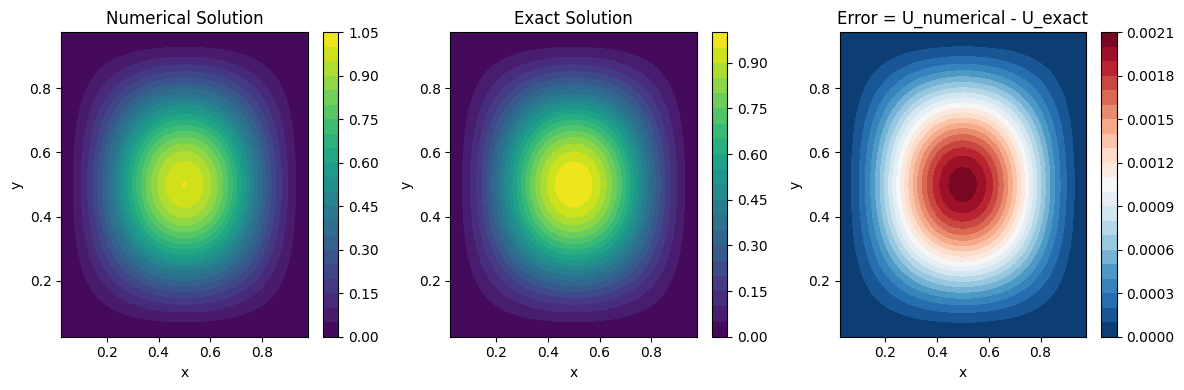 Numerical Solution
y
0.8
0.6
0.4
0.2
0.2 0.4 0.6 0.8
x
1.05
0.90
0.75
0.60
0.45
0.30
0.15
0.00
Exact Solution
y
0.8
0.6
0.4
0.2
0.2 0.4 0.6 0.8
x
0.90
0.75
0.60
0.45
0.30
0.15
0.00
Error = U_numerical - U_exact
y
0.8
0.6
0.4
0.2
0.2 0.4 0.6 0.8
x
0.0021
0.0018
0.0015
0.0012
0.0009
0.0006
0.0003
0.0000